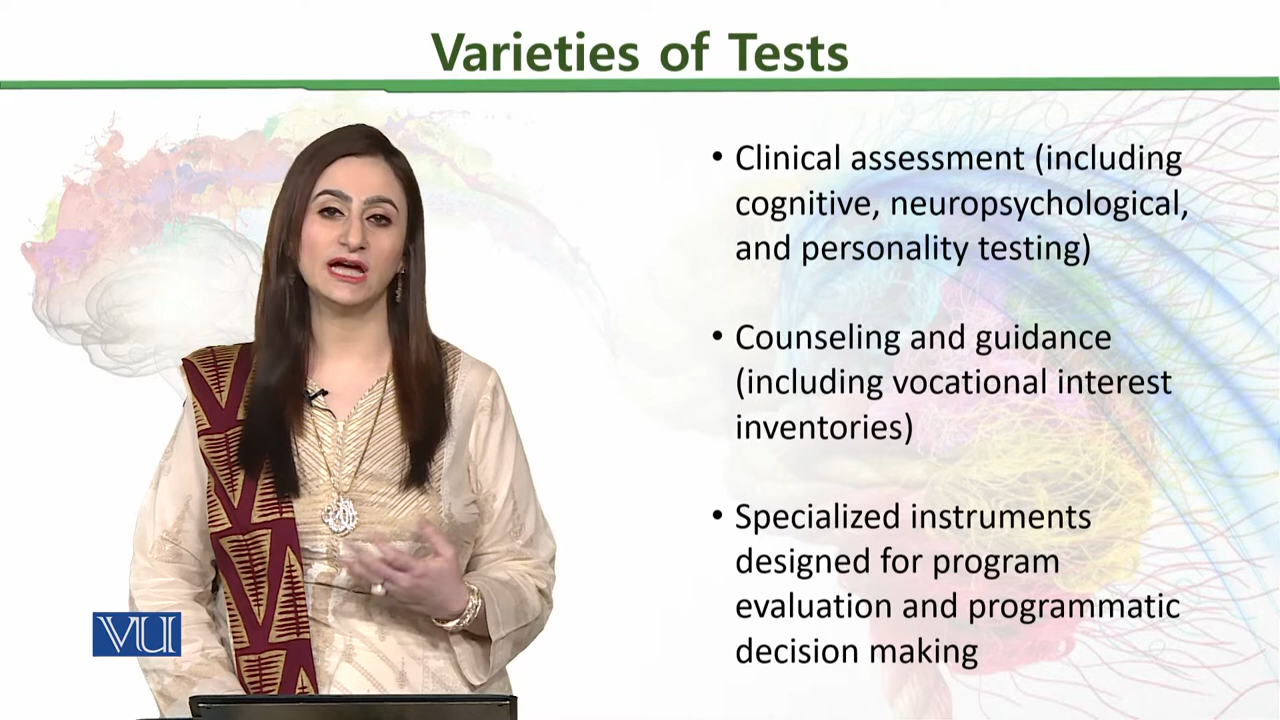 Varieties of Tests
• Clinical assessment (including
cognitive, neuropsychological,
and personality testing)
• Counseling and guidance
(including vocational interest
inventories)
• Specialized instruments
designed for program
evaluation and programmatic
decision making
VU